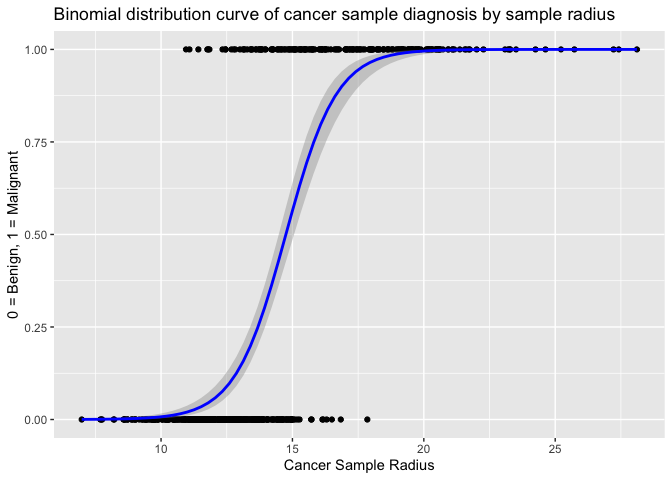 Binomial distribution curve of cancer sample diagnosis by sample radius
1.00
0.75
0.50
0.25
0.00
0 = Benign, 1 = Malignant
10 15 20 25
Cancer Sample Radius